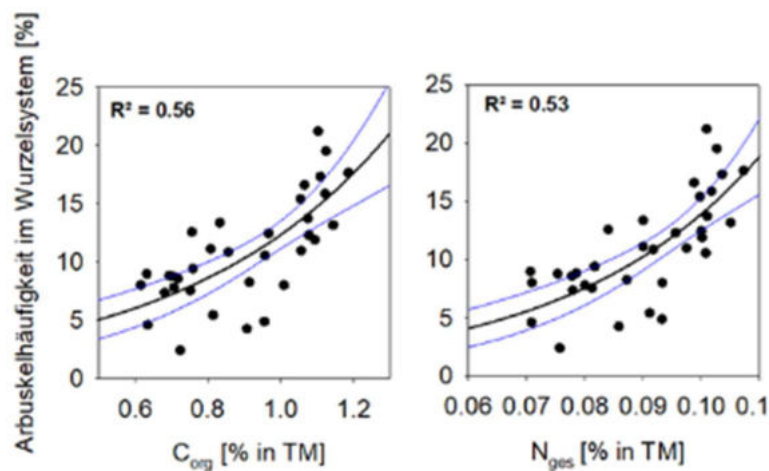 Arbuskelhäufigkeit im Wurzelsystem [%]
25
20
15
10
5
0
R² = 0.56
0.6 0.8 1.0 1.2
C_org [% in TM]
25
20
15
10
5
0
R² = 0.53
0.06 0.07 0.08 0.09 0.10 0.1
N_ges [% in TM]